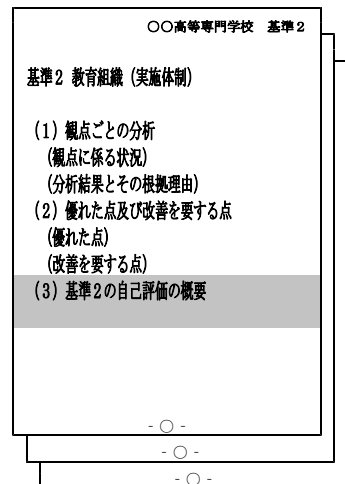 ○○高等専門学校　基準２
基準２ 教育組織（実施体制）
（１）観点ごとの分析
（観点に係る状況）
（分析結果とその根拠理由）
（２）優れた点及び改善を要する点
（優れた点）
（改善を要する点）
（３）基準２の自己評価の概要
- ○ -
- ○ -
- ○ -